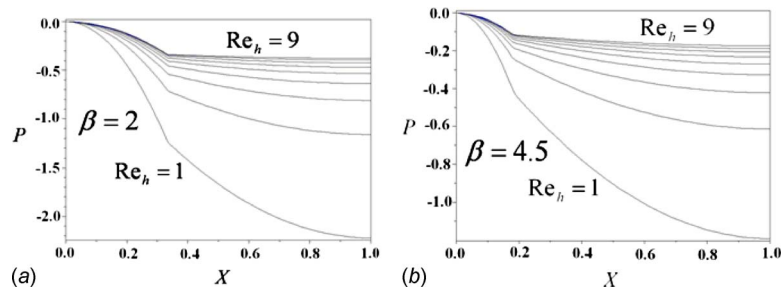 0.0
-0.5
-1.0
-1.5
-2.0
P
Re_h = 9
β = 2
Re_h = 1
0.0 0.2 0.4 0.6 0.8 1.0
(a) X
0.0
-0.2
-0.4
-0.6
-0.8
-1.0
P
Re_h = 9
β = 4.5
Re_h = 1
0.0 0.2 0.4 0.6 0.8 1.0
(b) X